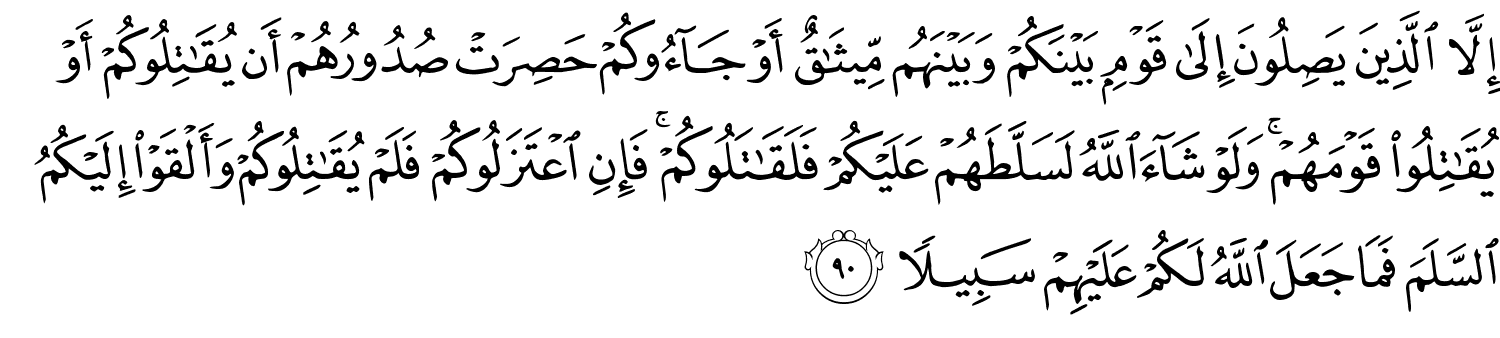 إِلَّا ٱلَّذِينَ يَصِلُونَ إِلَىٰ قَوْمٍۭ بَيْنَكُمْ وَبَيْنَهُم مِّيثَـٰقٌ أَوْ جَآءُوكُمْ حَصِرَتْ صُدُورُهُمْ أَن يُقَـٰتِلُوكُمْ أَوْ
يُقَـٰتِلُوا۟ قَوْمَهُمْ ۚ وَلَوْ شَآءَ ٱللَّهُ لَسَلَّطَهُمْ عَلَيْكُمْ فَلَقَـٰتَلُوكُمْ ۚ فَإِنِ ٱعْتَزَلُوكُمْ فَلَمْ يُقَـٰتِلُوكُمْ وَأَلْقَوْا۟ إِلَيْكُمُ
ٱلسَّلَمَ فَمَا جَعَلَ ٱللَّهُ لَكُمْ عَلَيْهِمْ سَبِيلًا ٩٠